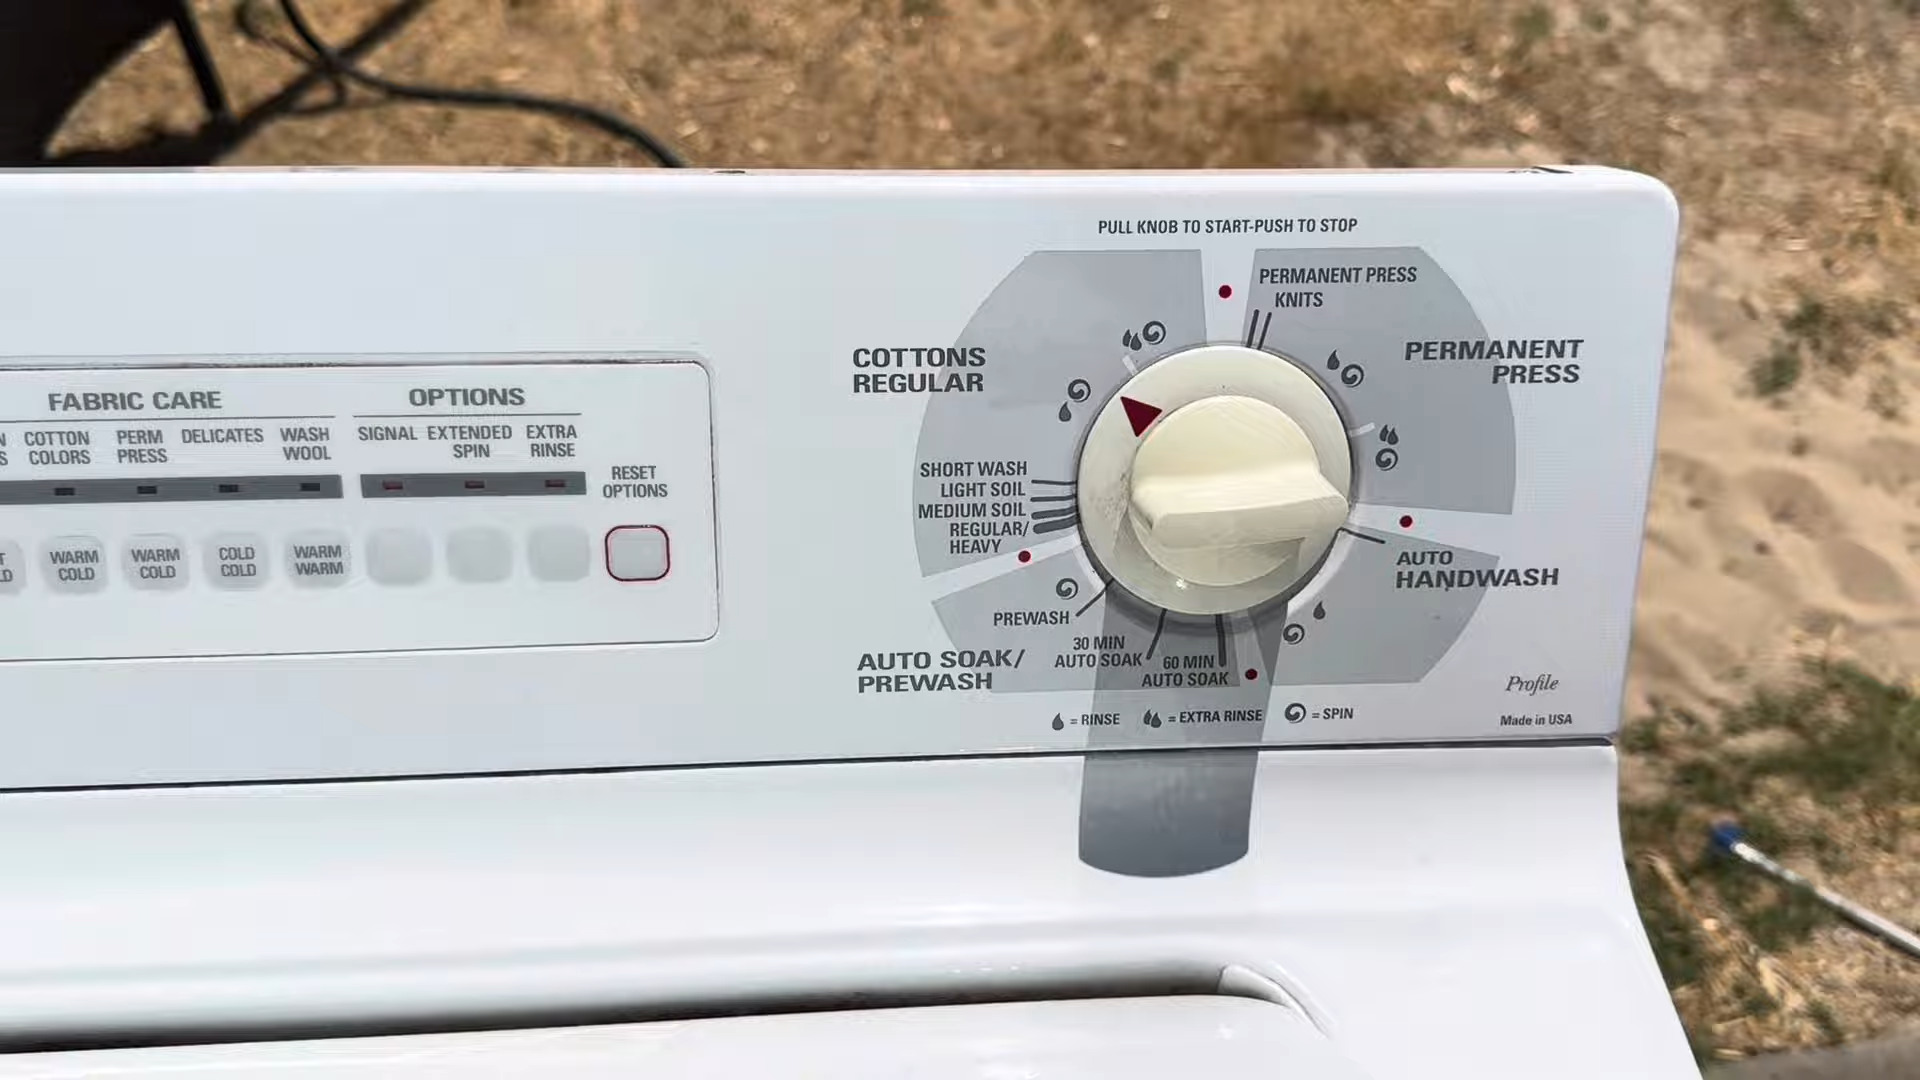 PULL KNOB TO START-PUSH TO STOP
PERMANENT PRESS
KNITS
COTTONS
REGULAR
PERMANENT
PRESS
FABRIC CARE
OPTIONS
COTTON
COLORS
PERM
PRESS
DELICATES
WASH
WOOL
SIGNAL
EXTENDED
SPIN
EXTRA
RINSE
RESET
OPTIONS
WARM
COLD
WARM
COLD
COLD
COLD
WARM
WARM
SHORT WASH
LIGHT SOIL
MEDIUM SOIL
REGULAR/
HEAVY
AUTO
HANDWASH
PREWASH
30 MIN
AUTO SOAK
60 MIN
AUTO SOAK
AUTO SOAK/
PREWASH
= RINSE
= EXTRA RINSE
= SPIN
Profile
Made in USA